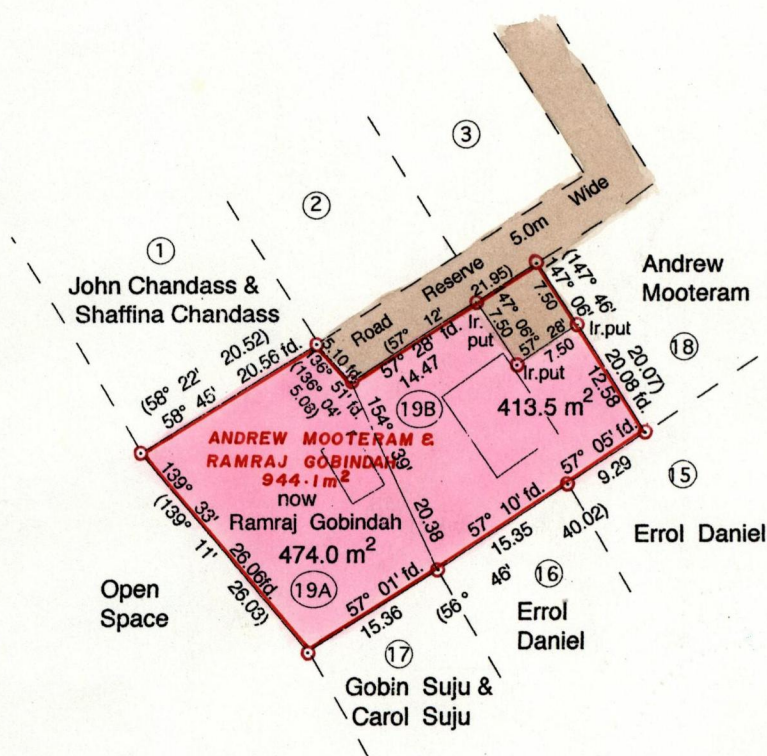 3
2
1
John Chandass &
Shaffina Chandass
Road Reserve 5.0m Wide
Andrew
Mooteram
18
(147° 46' 20.07)
147° 06' 20.08 fd.
7.50
12.58
(57° 12' 21.95)
57° 28' fd.
14.47
Ir.
put
47° 06'
7.50
57° 28'
7.50
Ir.put
Ir.put
5.10 fd.
136° 51' fd.
(136° 04'
5.08)
(58° 22' 20.52)
58° 45' 20.56 fd.
19B
413.5 m²
154° 39' 20.38
ANDREW MOOTERAM &
RAMRAJ GOBINDAH
944.1m²
now
Ramraj Gobindah
474.0 m²
19A
139° 33' 26.06fd.
(139° 11' 26.03)
57° 05' fd.
9.29
57° 10' fd.
15.35
57° 01' fd.
15.36
(56° 46' 40.02)
15
Errol Daniel
16
Errol
Daniel
Open
Space
17
Gobin Suju &
Carol Suju